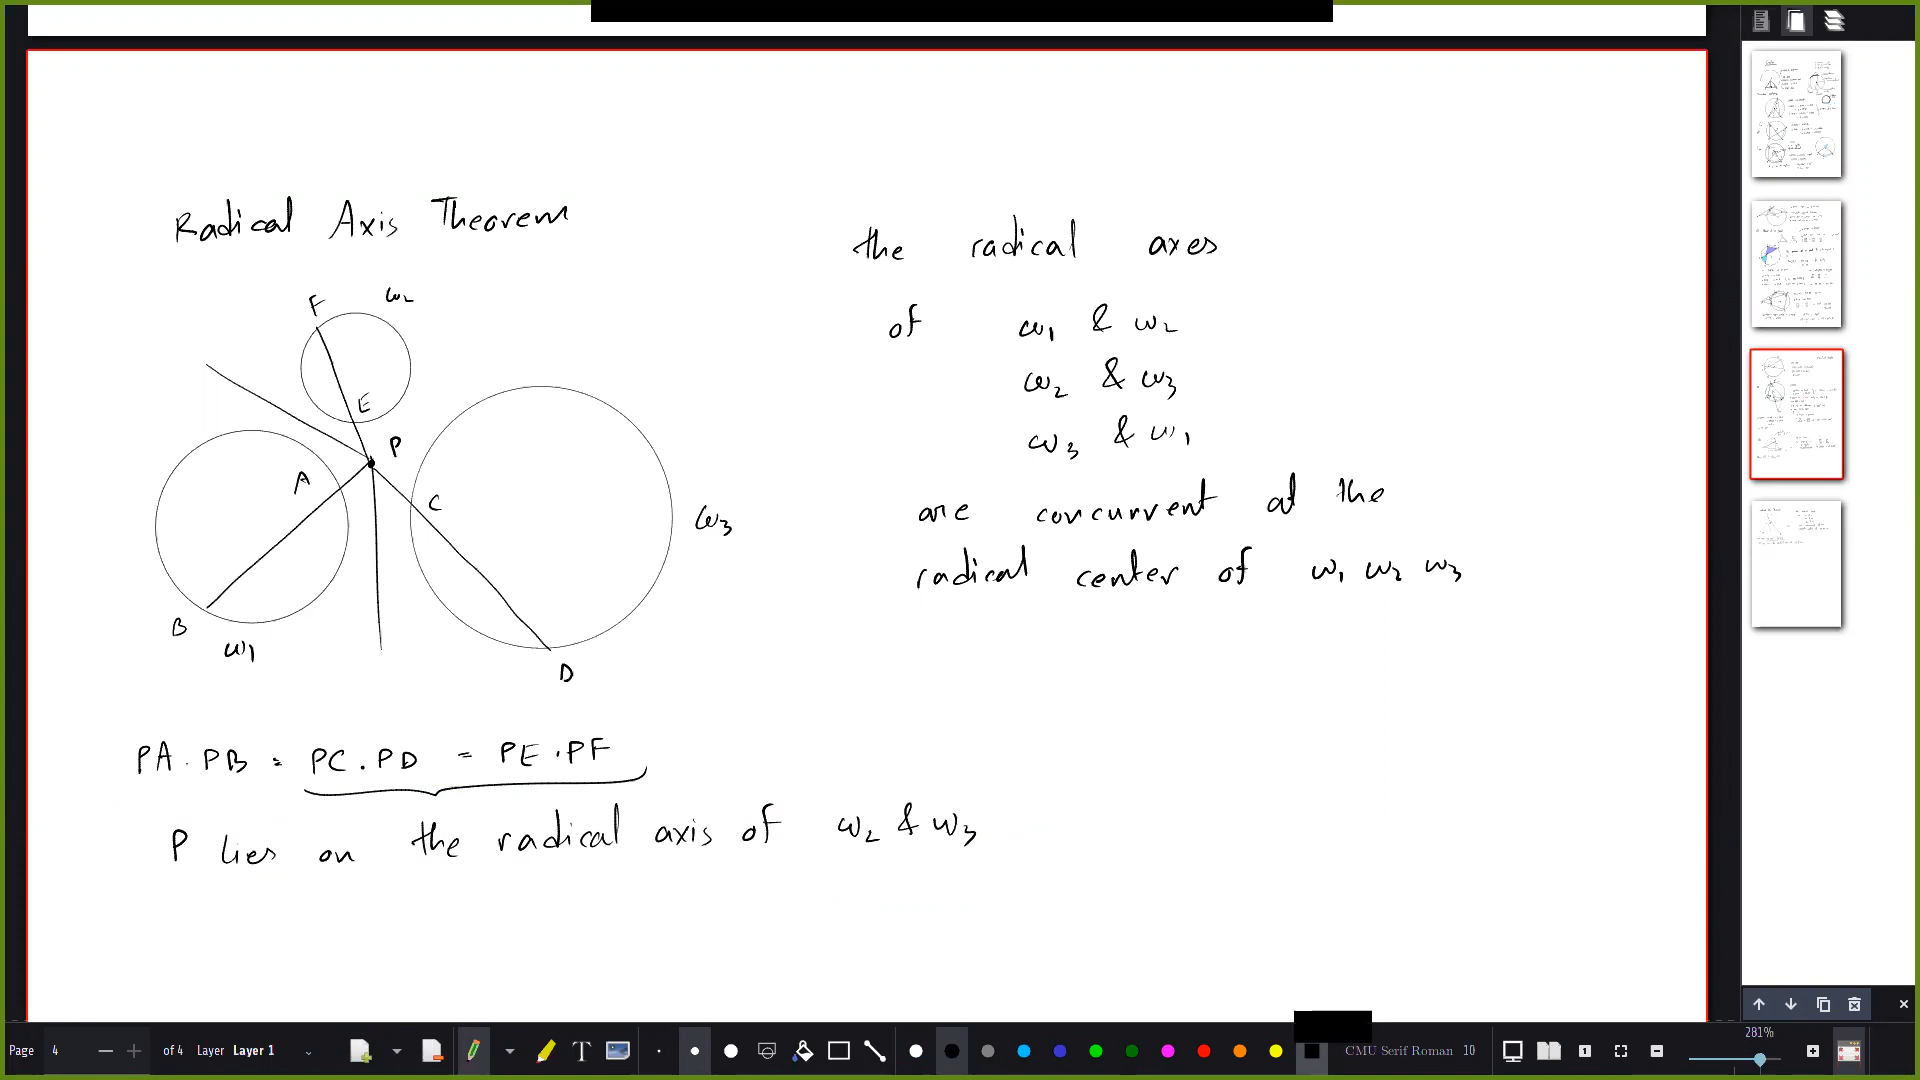 Radical Axis Theorem
F
ω2
E
P
A
C
ω3
B
ω1
D
PA · PB = PC . PD = PE · PF
P lies on the radical axis of ω2 & ω3
the radical axes
of ω1 & ω2
ω2 & ω3
ω3 & ω1
are concurrent at the
radical center of ω1 ω2 ω3
Page 4 of 4 Layer Layer 1
CMU Serif Roman 10
281%